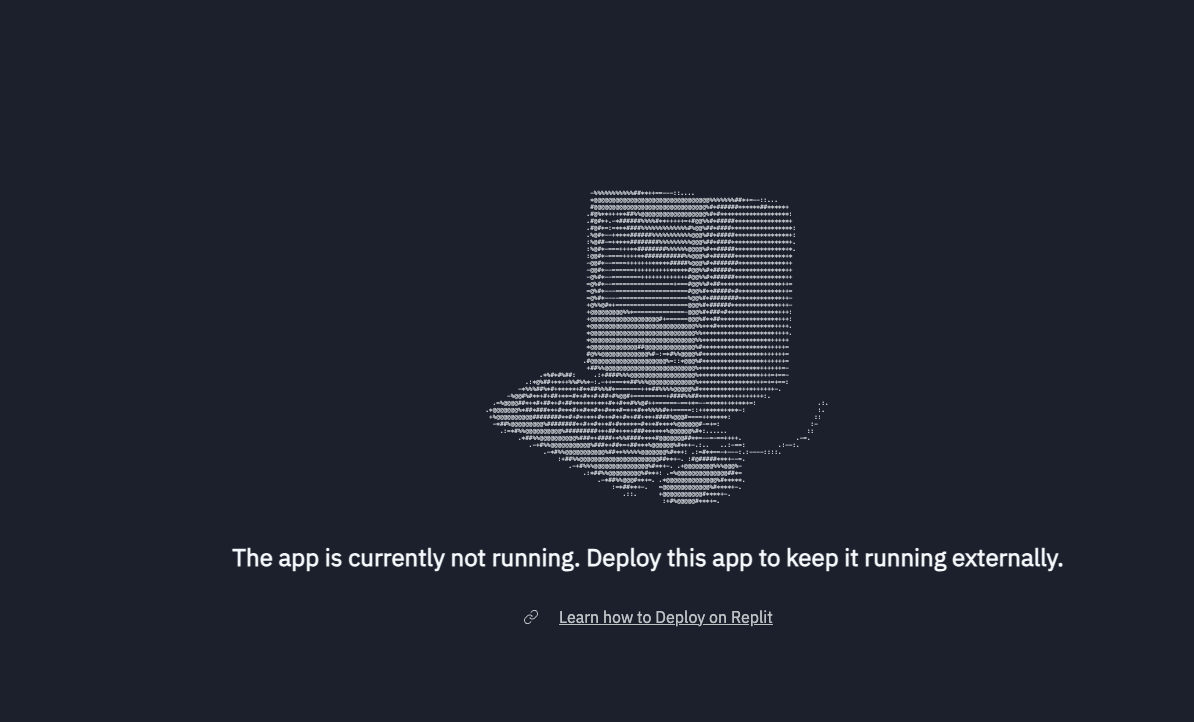 The app is currently not running. Deploy this app to keep it running externally.
Learn how to Deploy on Replit